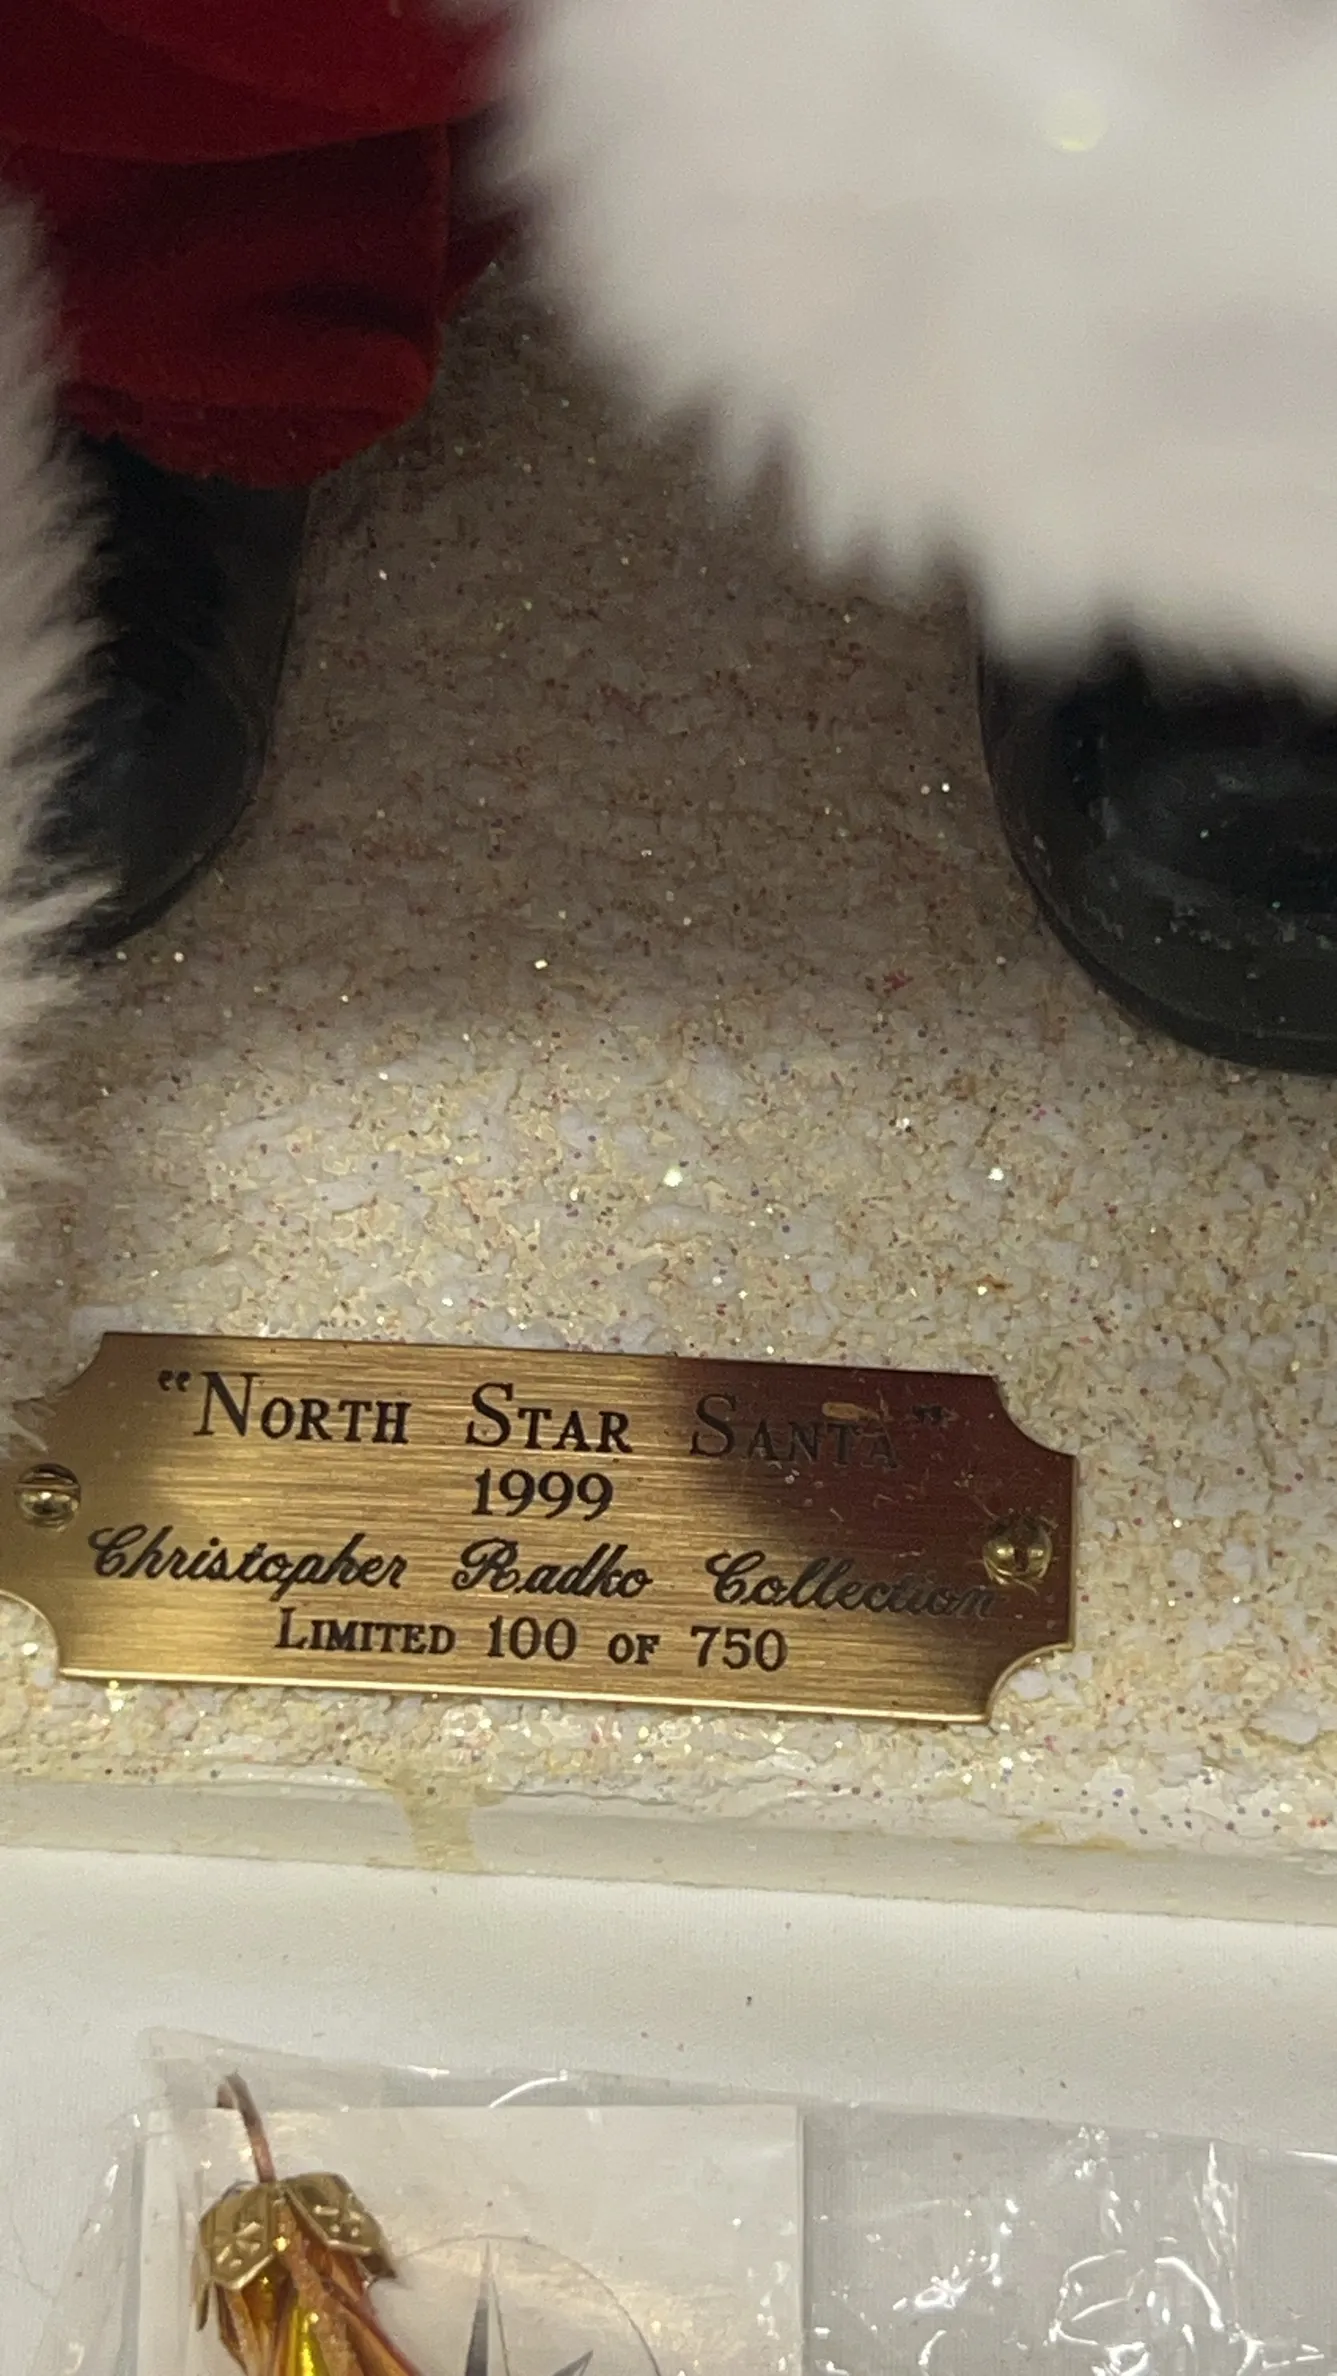 "North Star Santa"
1999
Christopher Radko Collection
Limited 100 of 750